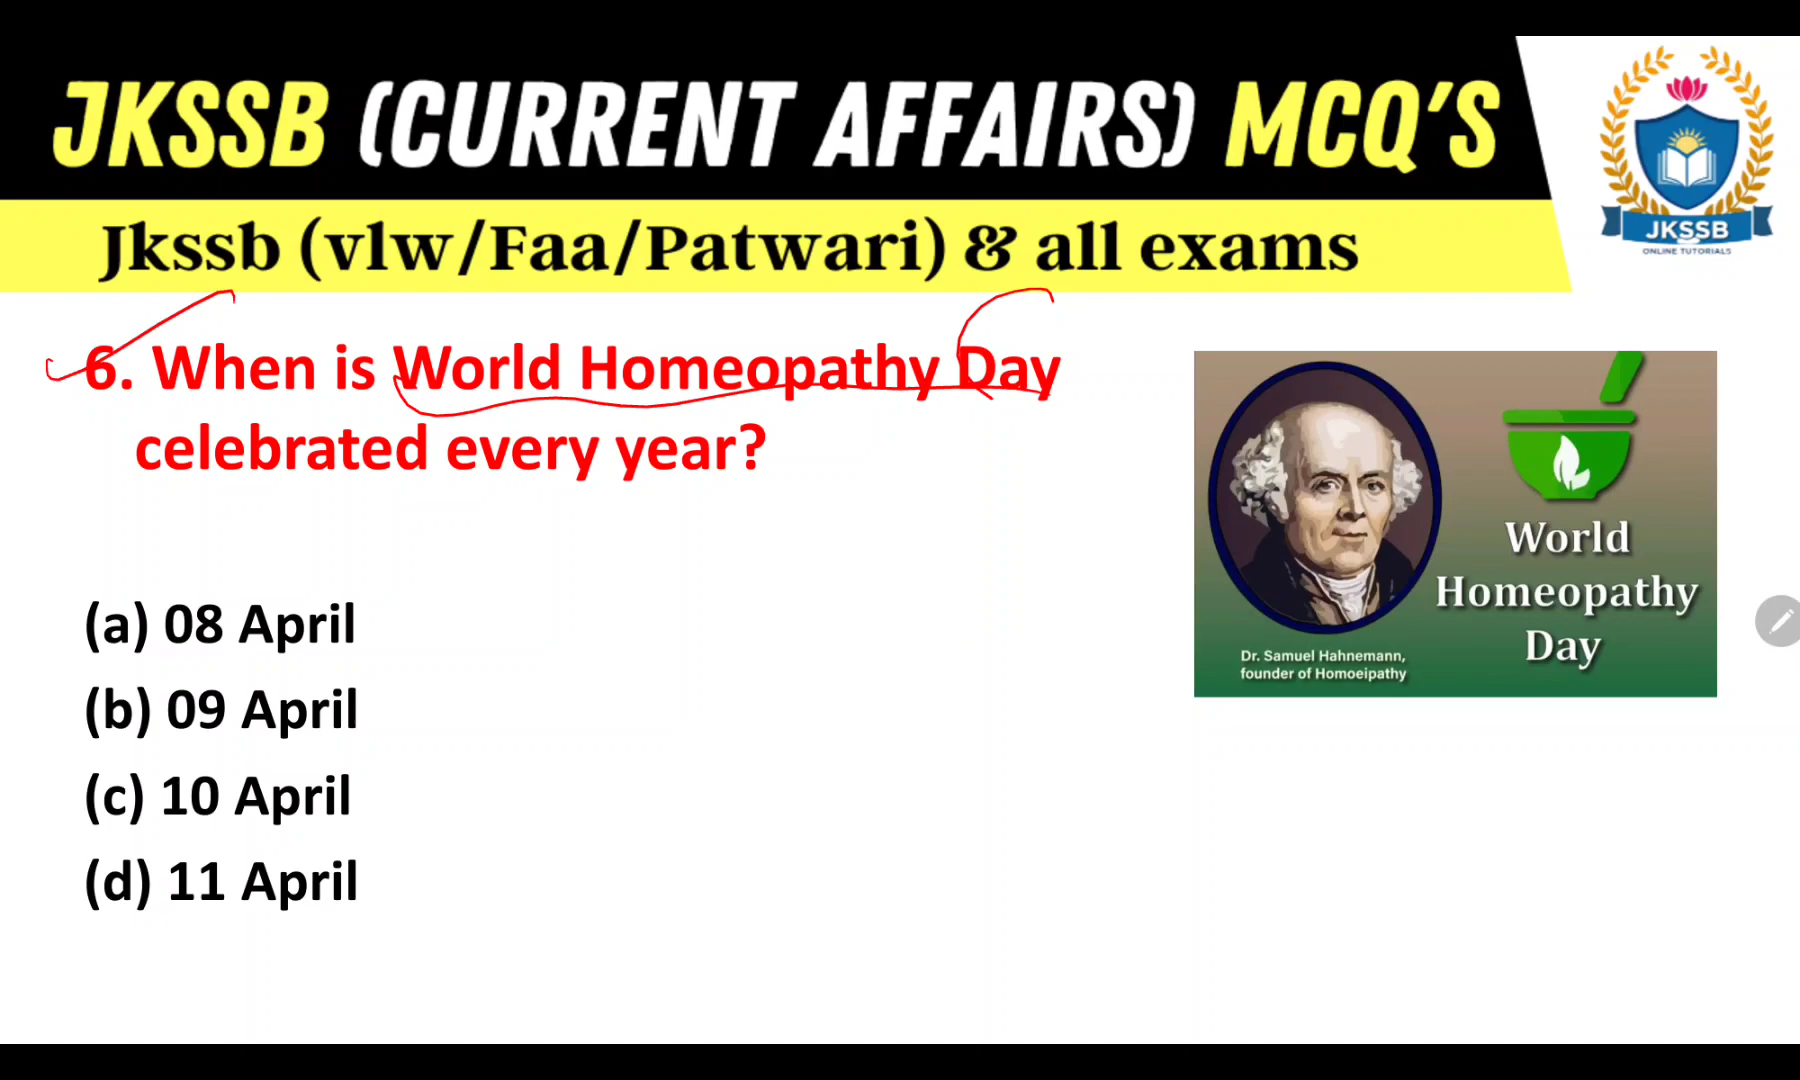 JKSSB (CURRENT AFFAIRS) MCQ'S
Jkssb (vlw/Faa/Patwari) & all exams
JKSSB
ONLINE TUTORIALS
6. When is World Homeopathy Day
celebrated every year?
(a) 08 April
(b) 09 April
(c) 10 April
(d) 11 April
World
Homeopathy
Day
Dr. Samuel Hahnemann,
founder of Homoeipathy